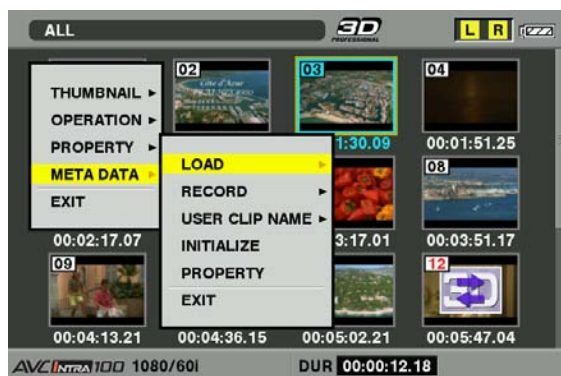 ALL
3D
PROFESSIONAL
L R
02
03
04
THUMBNAIL
OPERATION
PROPERTY
META DATA
EXIT
1:30.09
00:01:51.25
LOAD
RECORD
USER CLIP NAME
INITIALIZE
PROPERTY
EXIT
08
00:02:17.07
3:17.01
00:03:51.17
09
12
3D
00:04:13.21
00:04:36.15
00:05:02.21
00:05:47.04
AVC INTRA 100 1080/60i
DUR 00:00:12.18